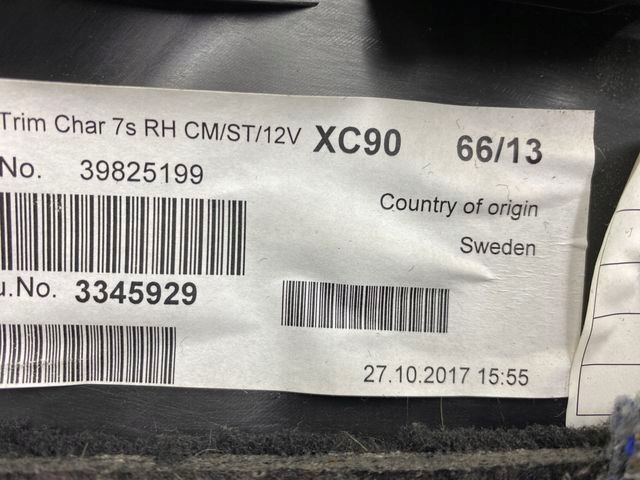 Trim Char 7s RH CM/ST/12V XC90 66/13
No. 39825199
Country of origin
Sweden
u.No. 3345929
27.10.2017 15:55